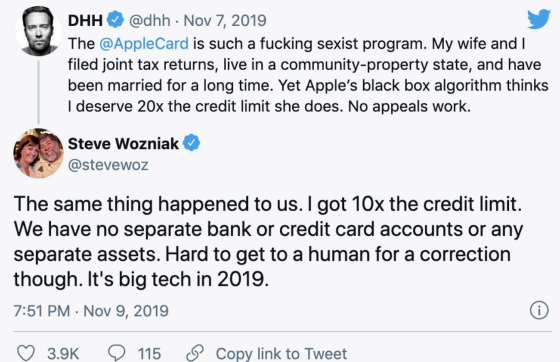 DHH @dhh · Nov 7, 2019
The @AppleCard is such a fucking sexist program. My wife and I
filed joint tax returns, live in a community-property state, and have
been married for a long time. Yet Apple’s black box algorithm thinks
I deserve 20x the credit limit she does. No appeals work.
Steve Wozniak
@stevewoz
The same thing happened to us. I got 10x the credit limit.
We have no separate bank or credit card accounts or any
separate assets. Hard to get to a human for a correction
though. It's big tech in 2019.
7:51 PM · Nov 9, 2019
3.9K 115 Copy link to Tweet